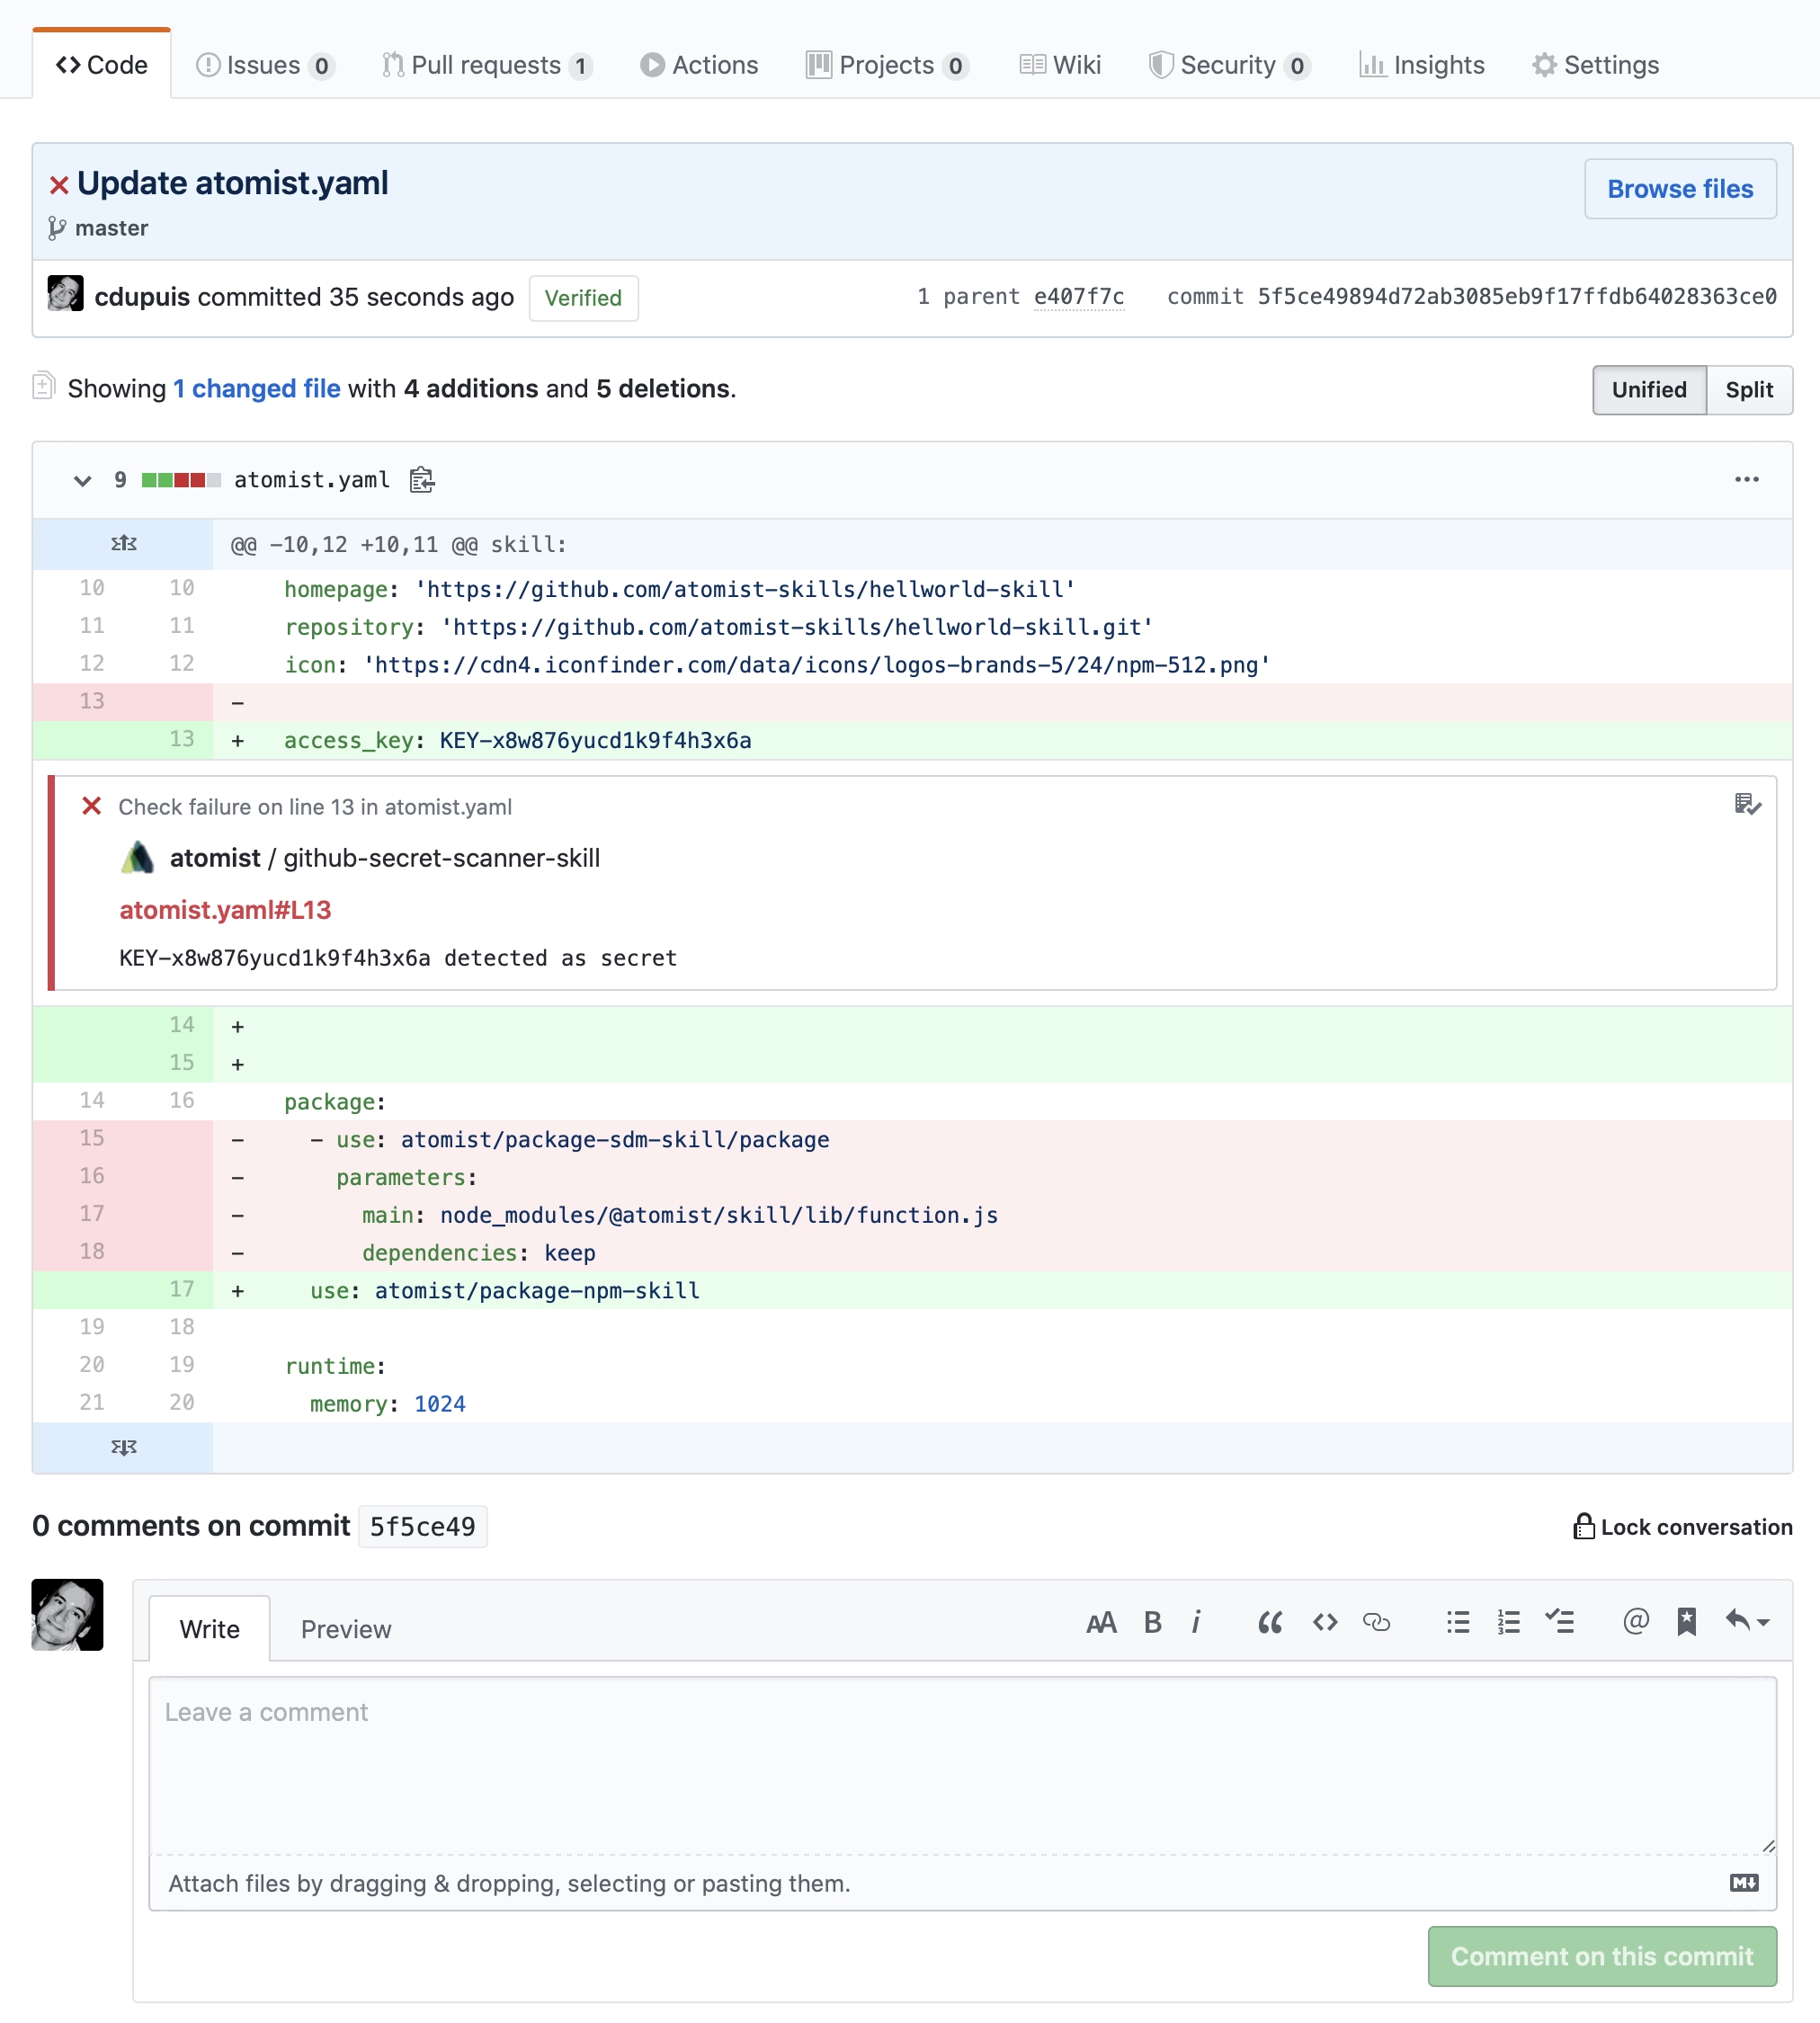 Code Issues 0 Pull requests 1 Actions Projects 0 Wiki Security 0 Insights Settings
Update atomist.yaml
Browse files
master
cdupuis committed 35 seconds ago Verified 1 parent e407f7c commit 5f5ce49894d72ab3085eb9f17ffdb64028363ce0
Showing 1 changed file with 4 additions and 5 deletions.
Unified Split
9 atomist.yaml
@@ -10,12 +10,11 @@ skill:
10 10 homepage: 'https://github.com/atomist-skills/hellworld-skill'
11 11 repository: 'https://github.com/atomist-skills/hellworld-skill.git'
12 12 icon: 'https://cdn4.iconfinder.com/data/icons/logos-brands-5/24/npm-512.png'
13 -
13 + access_key: KEY-x8w876yucd1k9f4h3x6a
Check failure on line 13 in atomist.yaml
atomist / github-secret-scanner-skill
atomist.yaml#L13
KEY-x8w876yucd1k9f4h3x6a detected as secret
14 +
15 +
14 16 package:
15 - - use: atomist/package-sdm-skill/package
16 - parameters:
17 - main: node_modules/@atomist/skill/lib/function.js
18 - dependencies: keep
17 + use: atomist/package-npm-skill
19 18
20 19 runtime:
21 20 memory: 1024
0 comments on commit 5f5ce49
Lock conversation
Write Preview
Leave a comment
Attach files by dragging & dropping, selecting or pasting them.
Comment on this commit